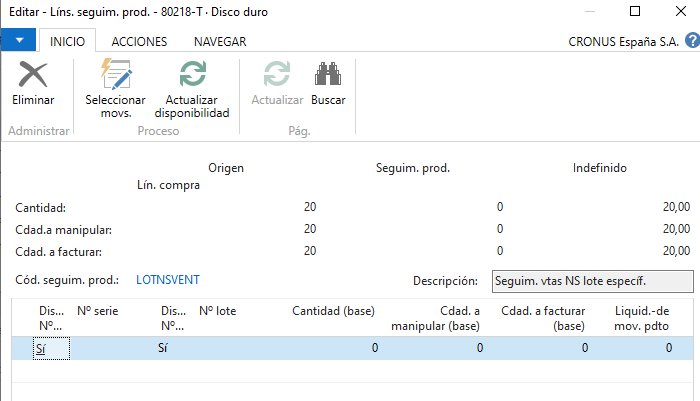 Editar - Líns. seguim. prod. - 80218-T · Disco duro
INICIO ACCIONES NAVEGAR CRONUS España S.A. ?
Eliminar Seleccionar movs. Actualizar disponibilidad Actualizar Buscar
Administrar Proceso Pág.
Origen Seguim. prod. Indefinido
Lín. compra
Cantidad: 20 0 20,00
Cdad.a manipular: 20 0 20,00
Cdad. a facturar: 20 0 20,00
Cód. seguim. prod.: LOTNSVENT Descripción: Seguim. vtas NS lote específ.
Dis... Nº serie Dis... Nº lote Cantidad (base) Cdad. a Cdad. a facturar Liquid.-de
Nº... Nº... manipular (base) (base) mov. pdto
Sí Sí 0 0 0 0